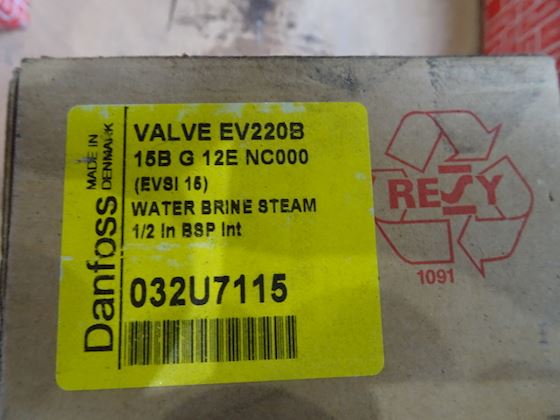 Danfoss
MADE IN
DENMARK
VALVE EV220B
15B G 12E NC000
(EVSI 15)
WATER BRINE STEAM
1/2 In BSP Int
032U7115
RESY
1091